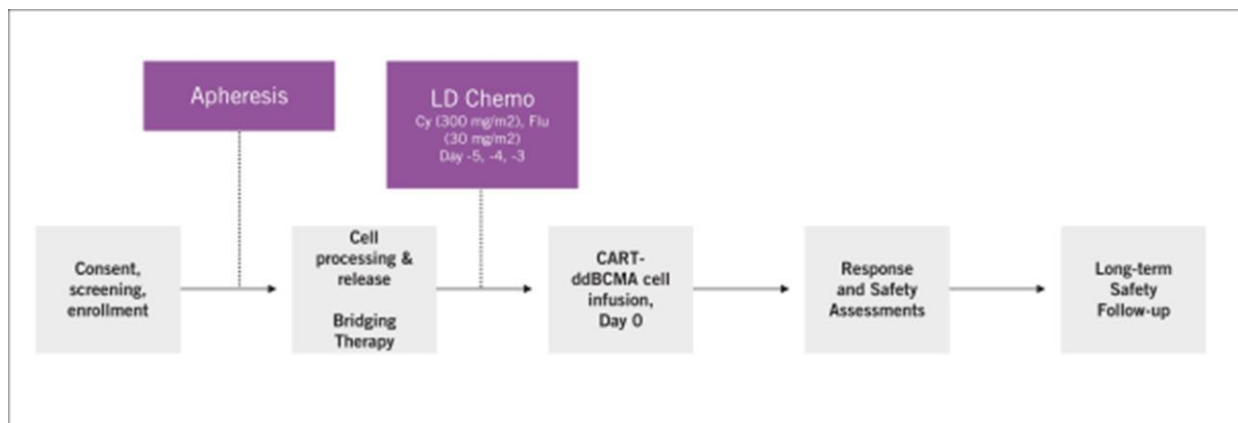 Apheresis
LD Chemo
Cy (300 mg/m2), Flu
(30 mg/m2)
Day -5, -4, -3
Consent,
screening,
enrollment
Cell
processing &
release
Bridging
Therapy
CART-
ddBCMA cell
infusion,
Day 0
Response
and Safety
Assessments
Long-term
Safety
Follow-up